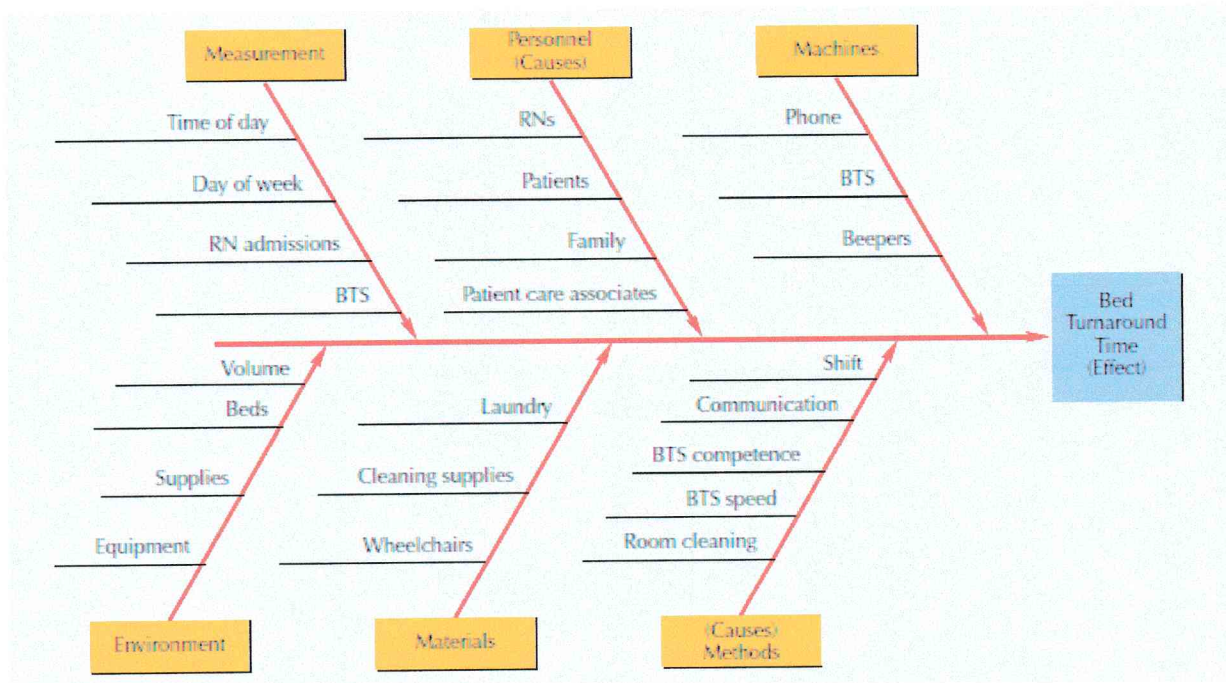 Measurement
Personnel
(Causes)
Machines
Time of day
Day of week
RN admissions
BTS
RNs
Patients
Family
Patient care associates
Phone
BTS
Beepers
Bed
Turnaround
Time
(Effect)
Volume
Beds
Supplies
Equipment
Laundry
Cleaning supplies
Wheelchairs
Shift
Communication
BTS competence
BTS speed
Room cleaning
Environment
Materials
(Causes)
Methods